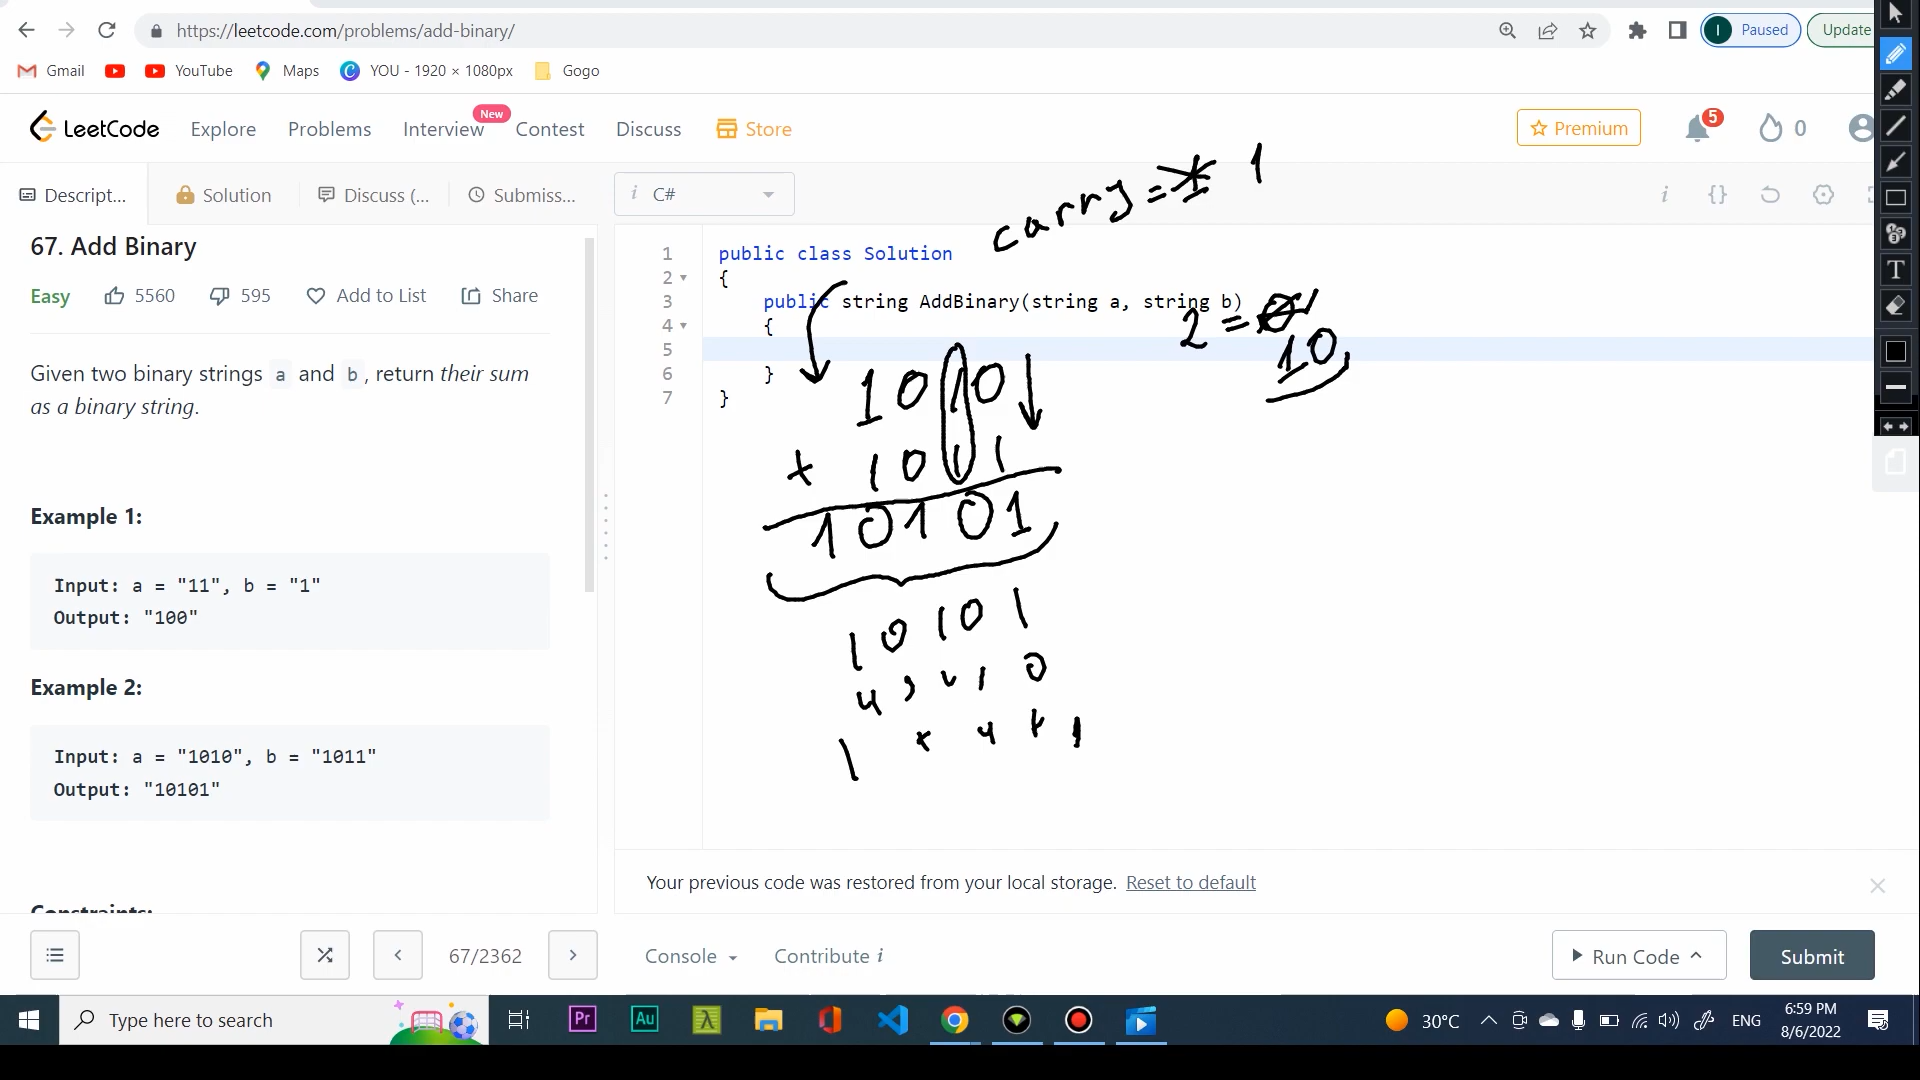 https://leetcode.com/problems/add-binary/
Paused
Update
Gmail
YouTube
Maps
YOU - 1920 × 1080px
Gogo
LeetCode
Explore
Problems
Interview
New
Contest
Discuss
Store
Premium
5
0
Descript...
Solution
Discuss (...
Submiss...
i C#
i {}
carry = 1
67. Add Binary
Easy 5560 595 Add to List Share
Given two binary strings a and b, return their sum
as a binary string.
Example 1:
Input: a = "11", b = "1"
Output: "100"
Example 2:
Input: a = "1010", b = "1011"
Output: "10101"
Constraints:
1 public class Solution
2 {
3 public string AddBinary(string a, string b)
4 {
5
6 }
7 }
2 =
10
1010
+ 1011
10101
10101
Your previous code was restored from your local storage. Reset to default
67/2362
Console
Contribute i
Run Code
Submit
Type here to search
Pr
Au
30°C
ENG
6:59 PM
8/6/2022